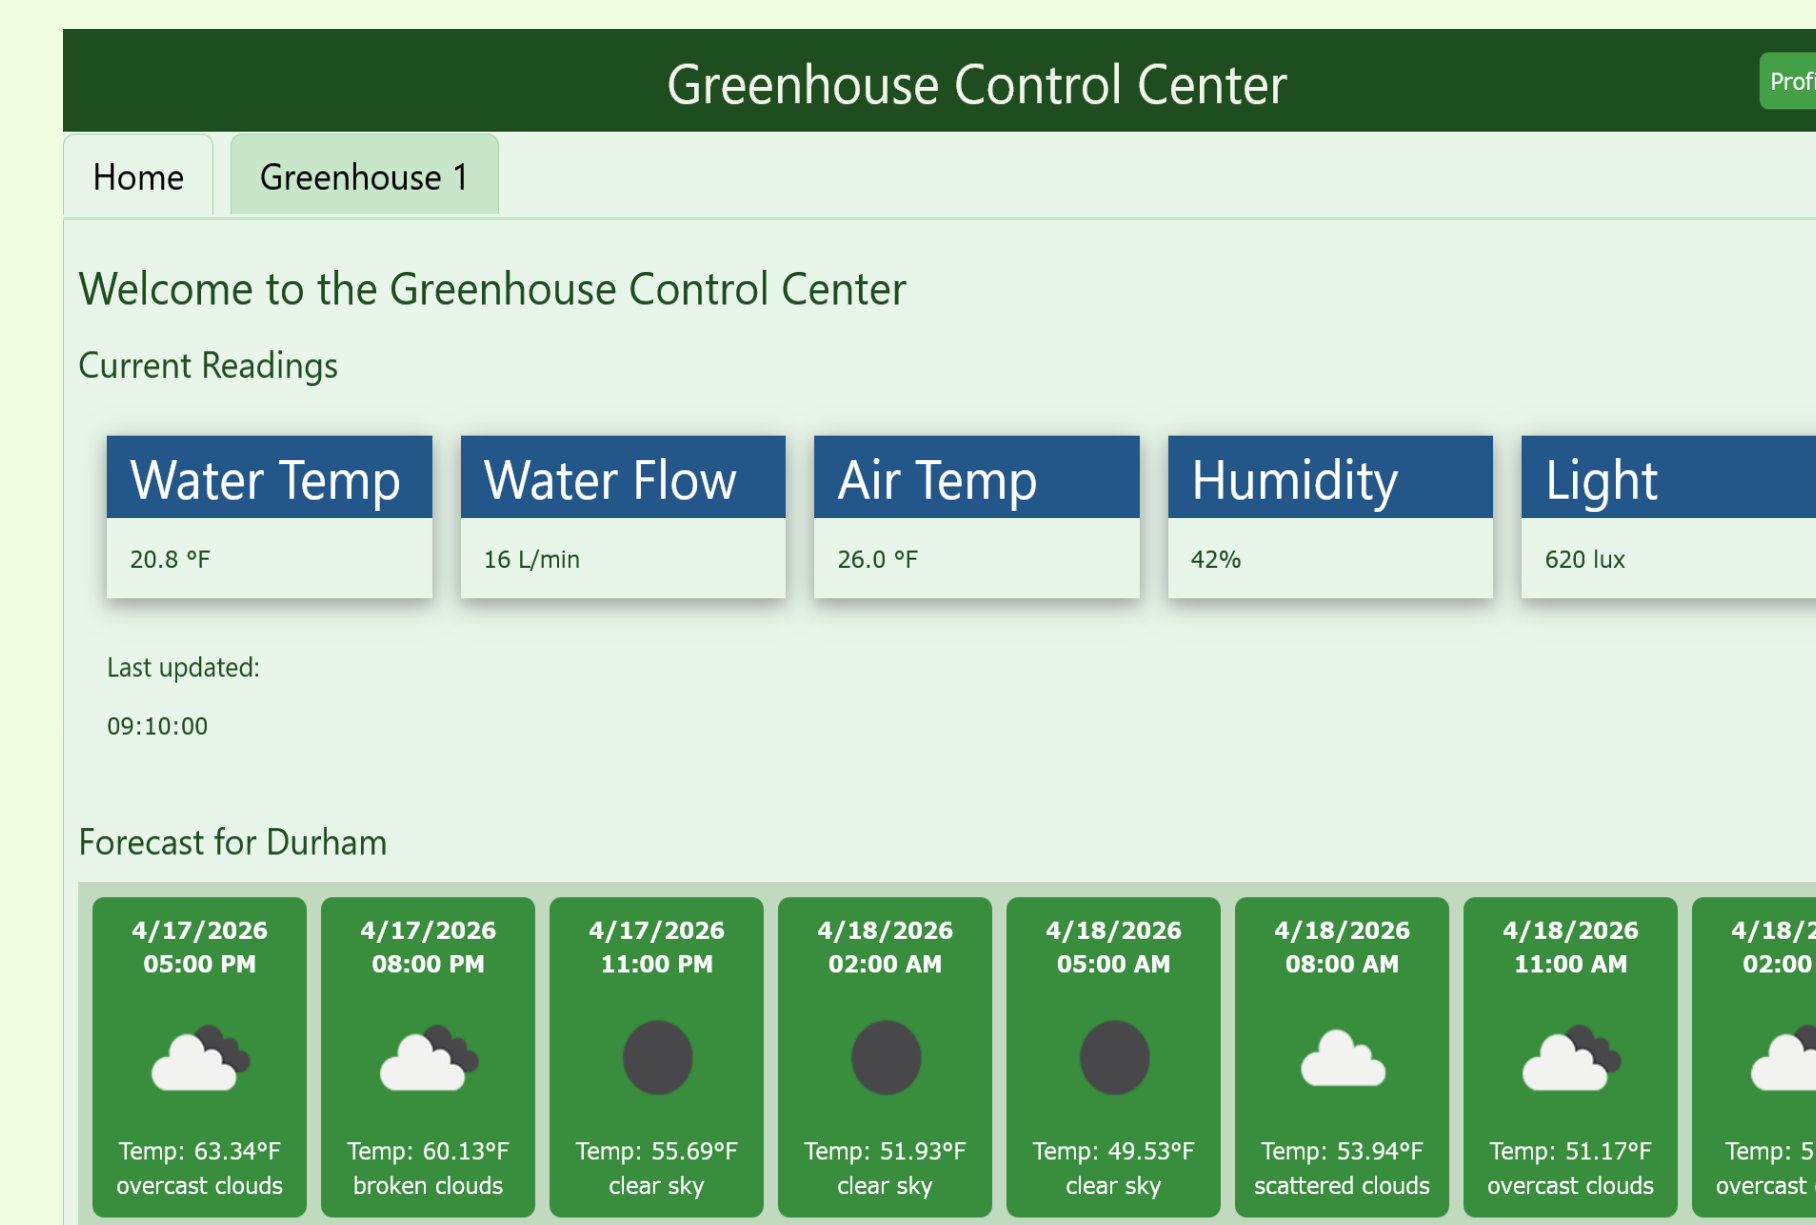 Greenhouse Control Center
Home
Greenhouse 1
Welcome to the Greenhouse Control Center
Current Readings
Water Temp
20.8 °F
Water Flow
16 L/min
Air Temp
26.0 °F
Humidity
42%
Light
620 lux
Last updated:
09:10:00
Forecast for Durham
4/17/2026
05:00 PM
Temp: 63.34°F
overcast clouds
4/17/2026
08:00 PM
Temp: 60.13°F
broken clouds
4/17/2026
11:00 PM
Temp: 55.69°F
clear sky
4/18/2026
02:00 AM
Temp: 51.93°F
clear sky
4/18/2026
05:00 AM
Temp: 49.53°F
clear sky
4/18/2026
08:00 AM
Temp: 53.94°F
scattered clouds
4/18/2026
11:00 AM
Temp: 51.17°F
overcast clouds
02:00
Temp:
overcast